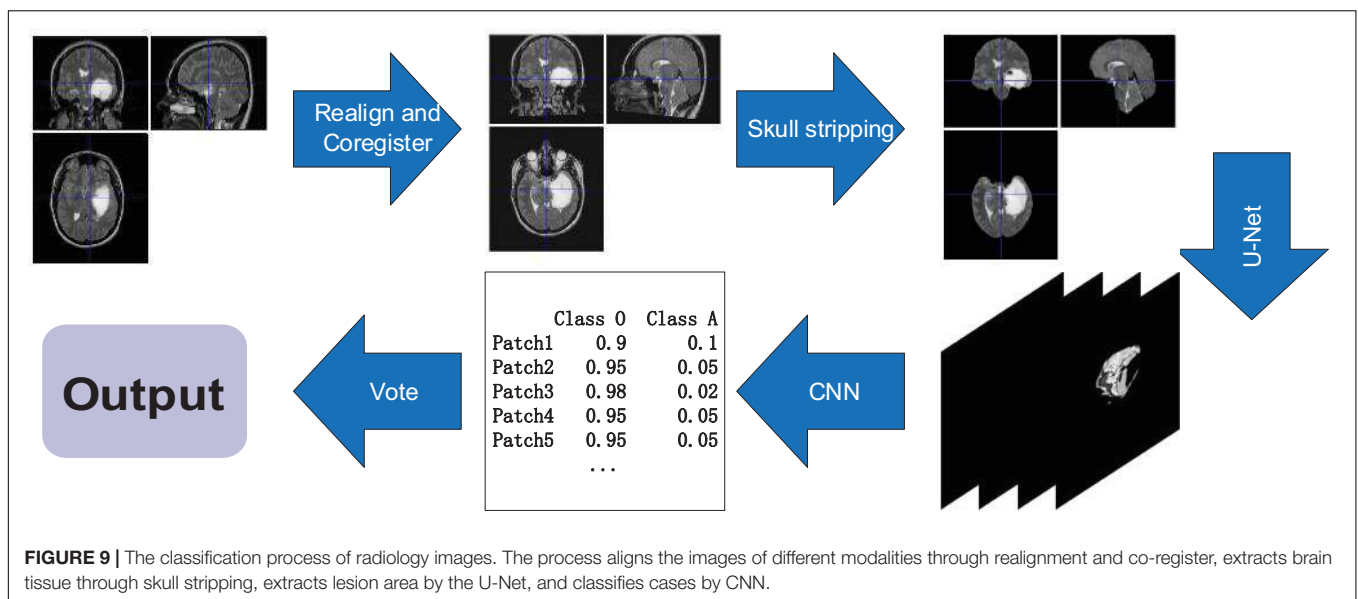 Realign and
Coregister
Skull stripping
U-Net
CNN
Class O Class A
Patch1 0.9 0.1
Patch2 0.95 0.05
Patch3 0.98 0.02
Patch4 0.95 0.05
Patch5 0.95 0.05
...
Vote
Output
FIGURE 9 | The classification process of radiology images. The process aligns the images of different modalities through realignment and co-register, extracts brain
tissue through skull stripping, extracts lesion area by the U-Net, and classifies cases by CNN.